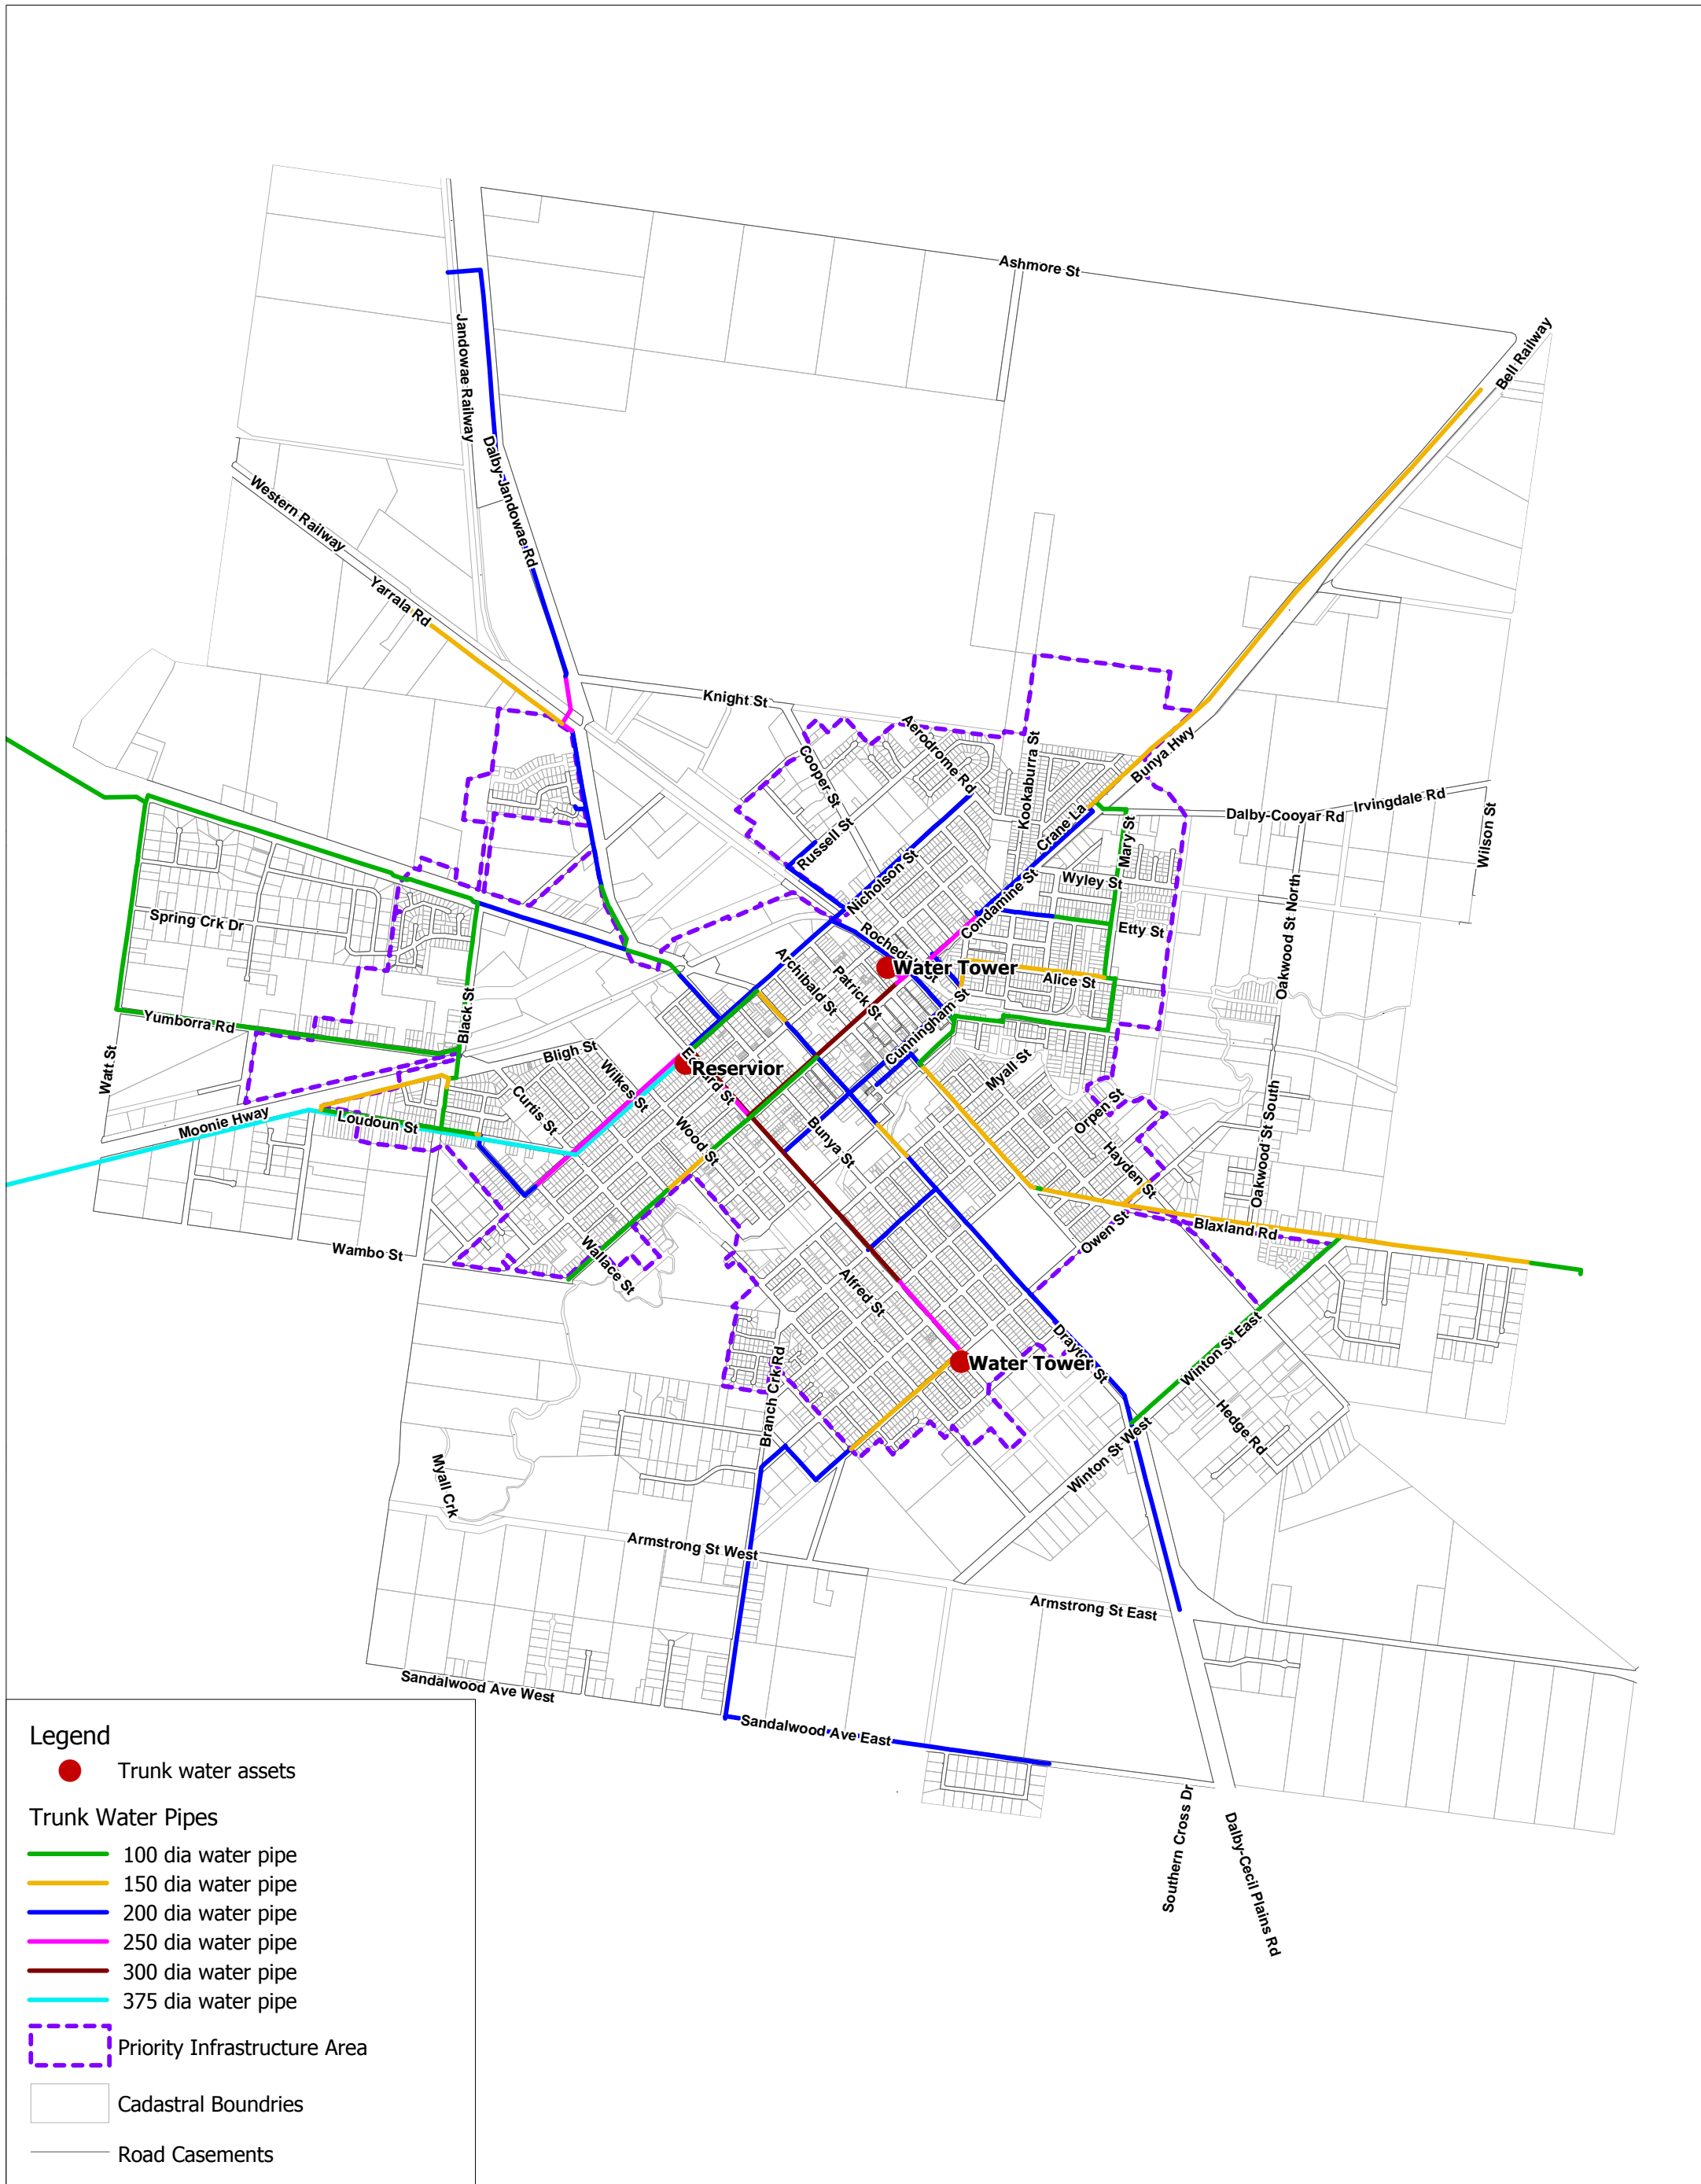 Ashmore St
Bell Railway
Jandowae Railway
Dalby-Jandowae Rd
Western Railway
Yarrala Rd
Knight St
Aerodrome Rd
Kookaburra St
Cooper St
Bunya Hwy
Crane La
Dalby-Cooyar Rd
Irvingdale Rd
Wilson St
Russell St
Mary St
Nicholson St
Wyley St
Condamine St
Spring Crk Dr
Etty St
Oakwood St North
Roched
t
Water Tower
Archibald St
Patrick St
Alice St
Black St
Yumborra Rd
Cunningham St
Bligh St
Reservior
Ed
ard St
Myall St
Watt St
Wilkes St
Curtis St
Moonie Hway
Loudoun St
Wood St
Bunya St
Orpen St
Hayden St
Oakwood St South
Owen St
Blaxland Rd
Wambo St
Wallace St
Alfred St
Drayton St
Water Tower
Winton St East
Branch Crk Rd
Hedge Rd
Winton St West
Myall Crk
Armstrong St West
Armstrong St East
Sandalwood Ave West
Sandalwood Ave East
Southern Cross Dr
Dalby-Cecil Plains Rd
Legend
Trunk water assets
Trunk Water Pipes
100 dia water pipe
150 dia water pipe
200 dia water pipe
250 dia water pipe
300 dia water pipe
375 dia water pipe
Priority Infrastructure Area
Cadastral Boundries
Road Casements